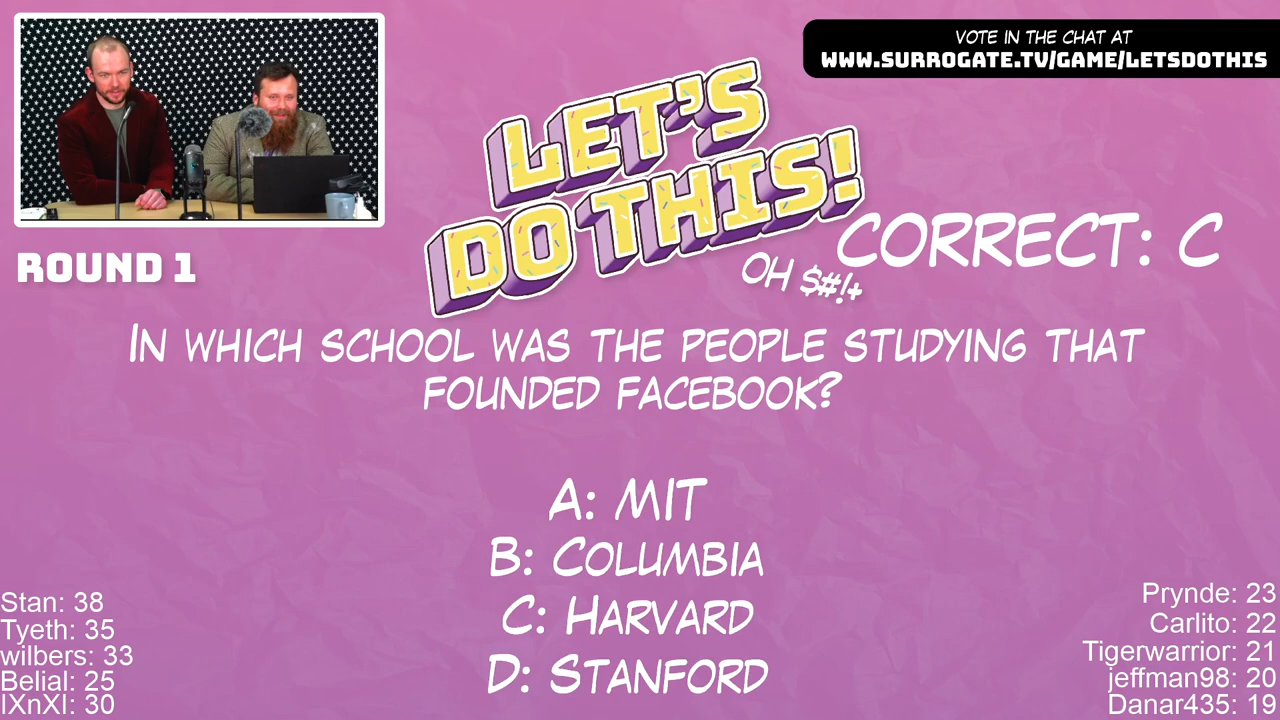 VOTE IN THE CHAT AT
WWW.SURROGATE.TV/GAME/LETSDOTHIS
LET'S
DO THIS!
OH $#!+
CORRECT: C
ROUND 1
IN WHICH SCHOOL WAS THE PEOPLE STUDYING THAT
FOUNDED FACEBOOK?
A: MIT
B: COLUMBIA
C: HARVARD
D: STANFORD
Stan: 38
Tyeth: 35
wilbers: 33
Belial: 25
IXnXI: 30
Prynde: 23
Carlito: 22
Tigerwarrior: 21
jeffman98: 20
Danar435: 19